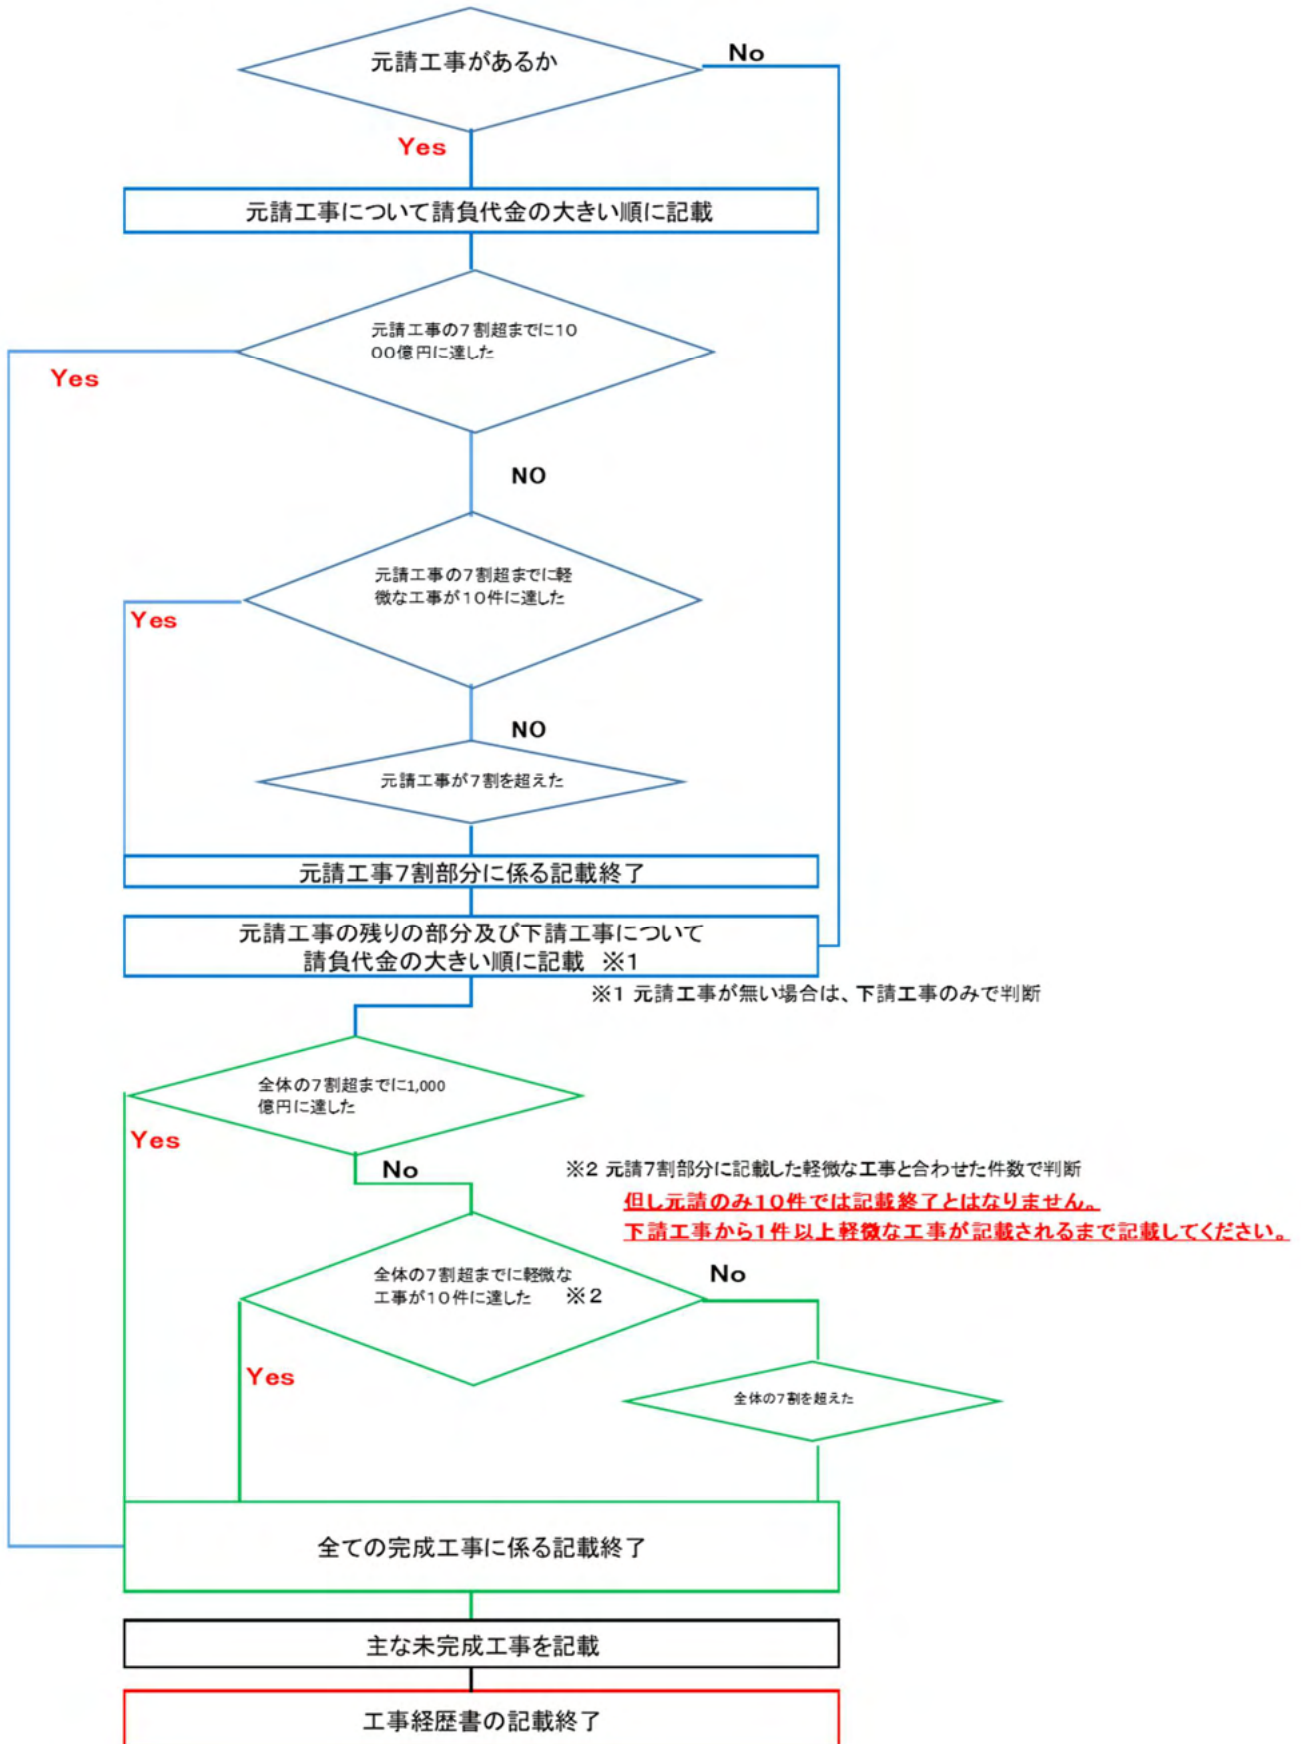 元請工事があるか
No
Yes
元請工事について請負代金の大きい順に記載
元請工事の7割超までに10
00億円に達した
Yes
NO
元請工事の7割超までに軽
微な工事が10件に達した
Yes
NO
元請工事が7割を超えた
元請工事7割部分に係る記載終了
元請工事の残りの部分及び下請工事について
請負代金の大きい順に記載 ※1
※1 元請工事が無い場合は、下請工事のみで判断
全体の7割超までに1,000
億円に達した
Yes
No
※2 元請7割部分に記載した軽微な工事と合わせた件数で判断
但し元請のみ10件では記載終了とはなりません。
下請工事から1件以上軽微な工事が記載されるまで記載してください。
全体の7割超までに軽微な
工事が10件に達した ※2
No
Yes
全体の7割を超えた
全ての完成工事に係る記載終了
主な未完成工事を記載
工事経歴書の記載終了